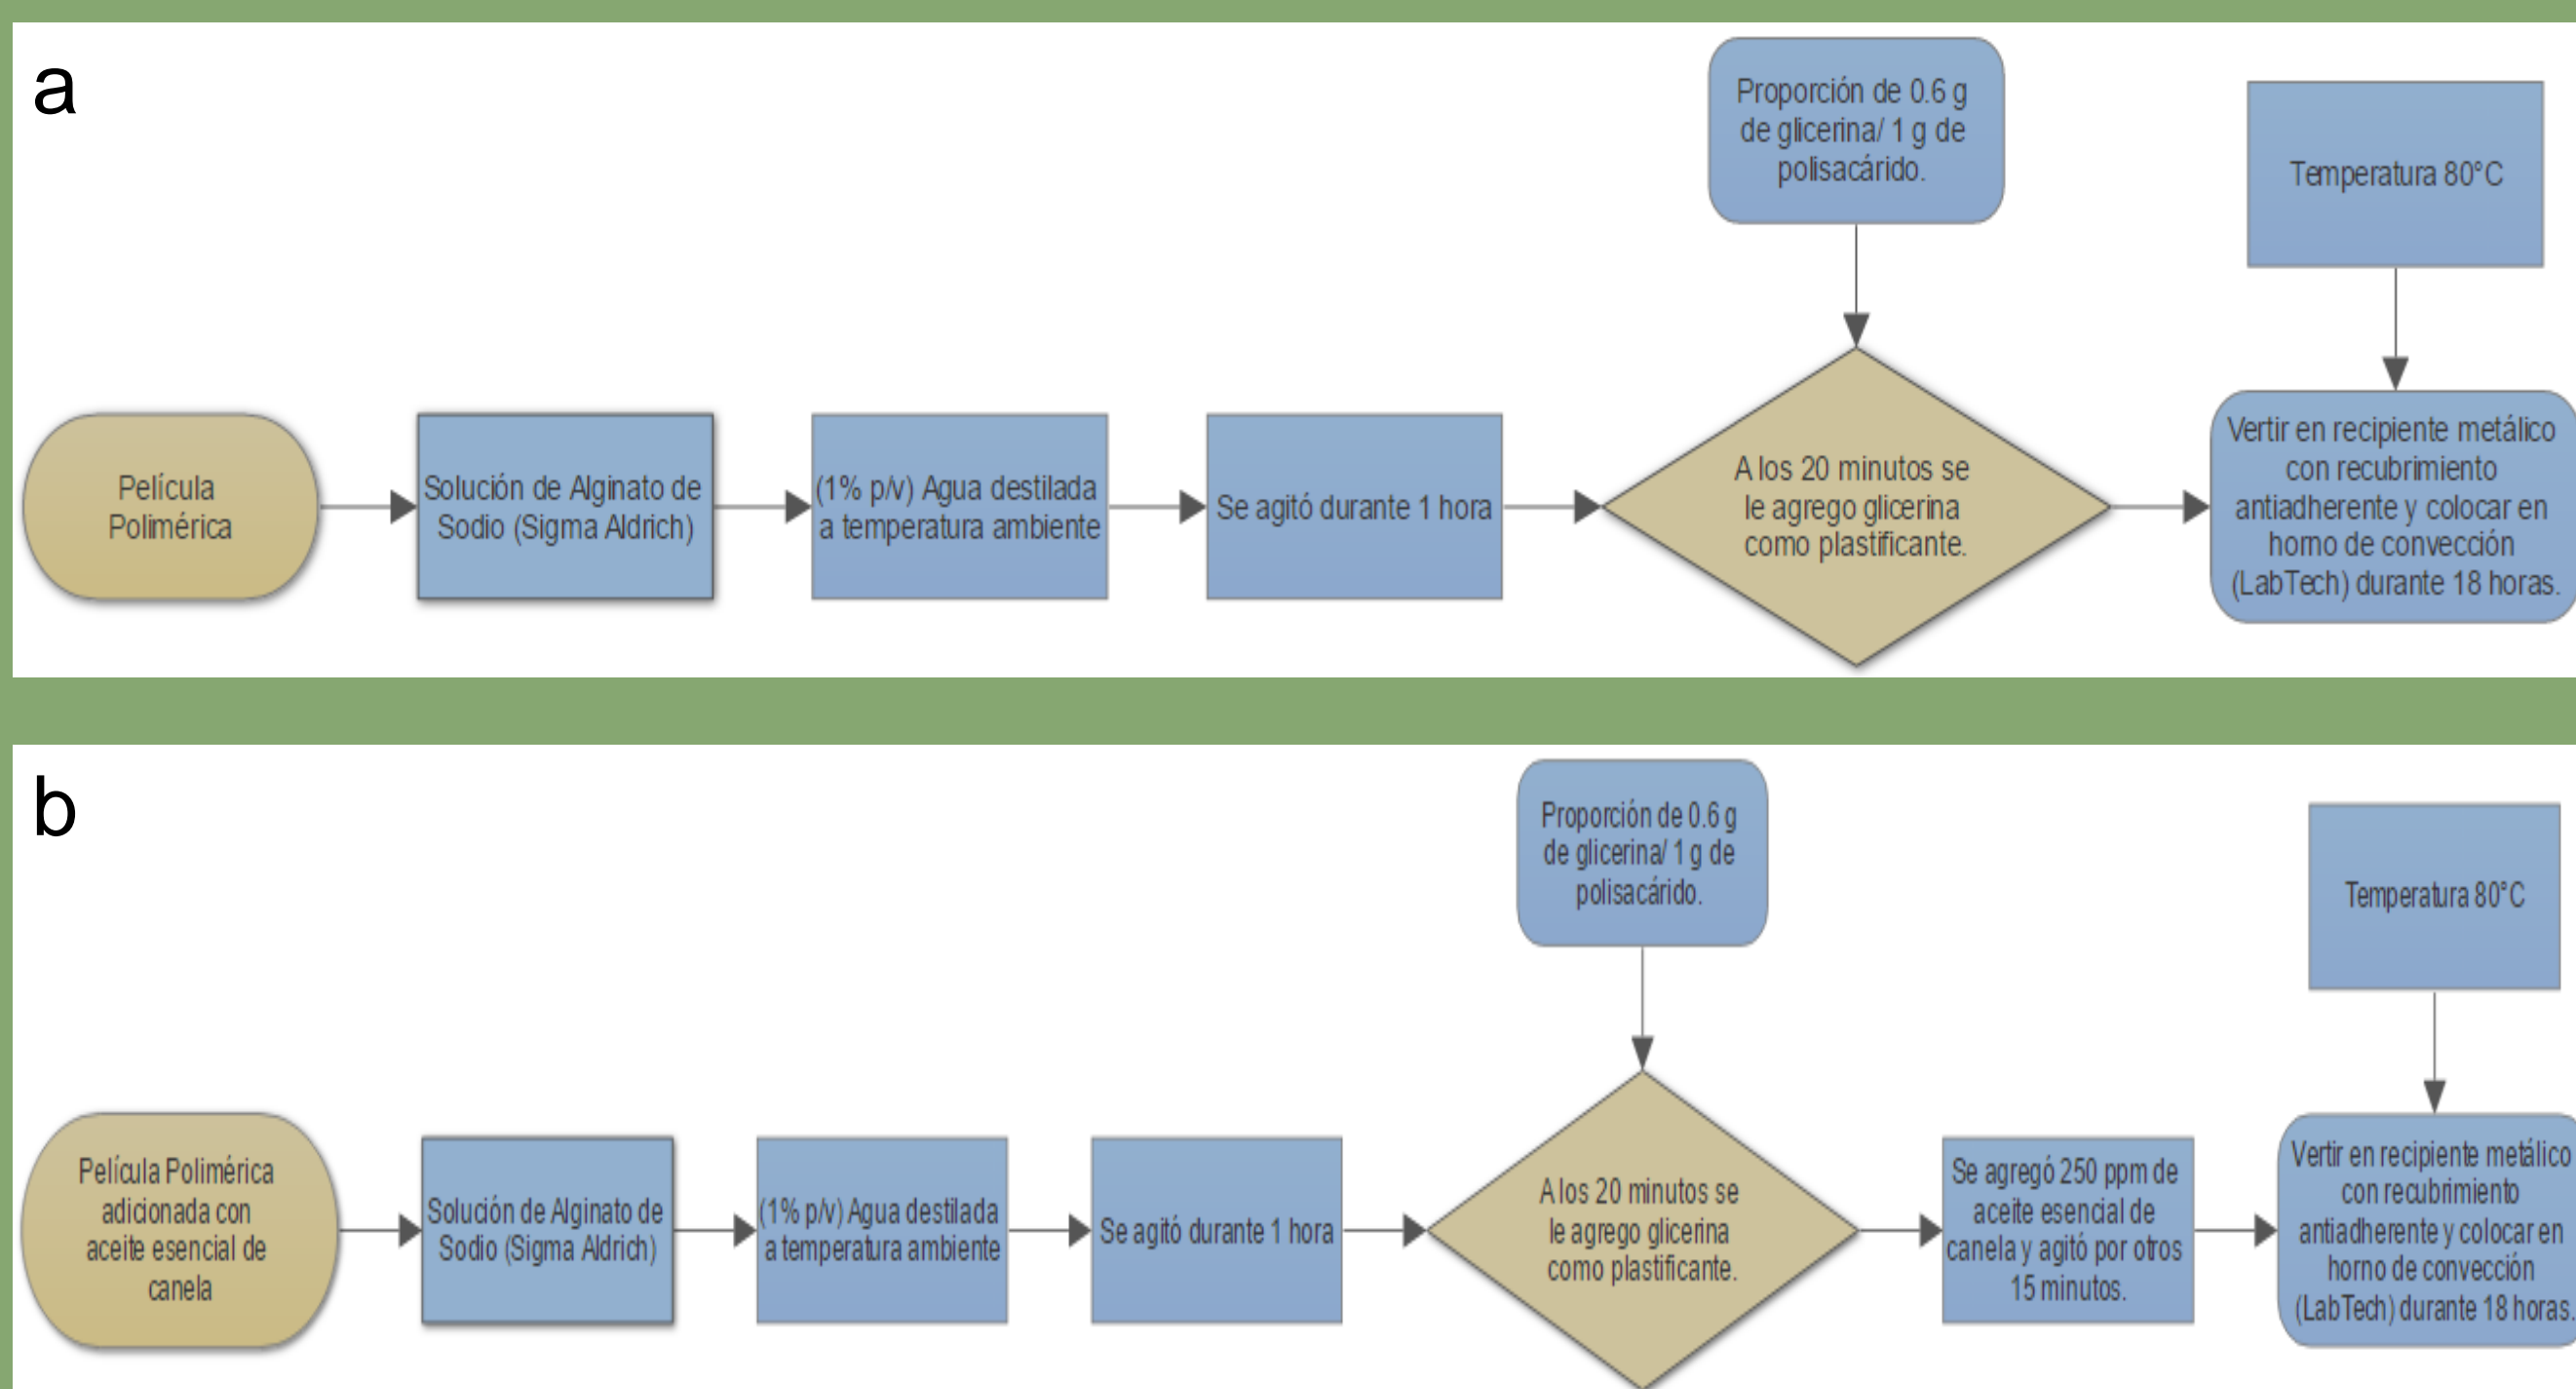 a
Proporción de 0.6 g
de glicerina/ 1 g de
polisacárido.
Temperatura 80°C
Película
Polimérica
Solución de Alginato de
Sodio (Sigma Aldrich)
(1% p/v) Agua destilada
a temperatura ambiente
Se agitó durante 1 hora
A los 20 minutos se
le agrego glicerina
como plastificante.
Vertir en recipiente metálico
con recubrimiento
antiadherente y colocar en
horno de convección
(LabTech) durante 18 horas.
b
Proporción de 0.6 g
de glicerina/ 1 g de
polisacárido.
Temperatura 80°C
Película Polimérica
adicionada con
aceite esencial de
canela
Solución de Alginato de
Sodio (Sigma Aldrich)
(1% p/v) Agua destilada
a temperatura ambiente
Se agitó durante 1 hora
A los 20 minutos se
le agrego glicerina
como plastificante.
Se agregó 250 ppm de
aceite esencial de
canela y agitó por otros
15 minutos.
Vertir en recipiente metálico
con recubrimiento
antiadherente y colocar en
horno de convección
(LabTech) durante 18 horas.